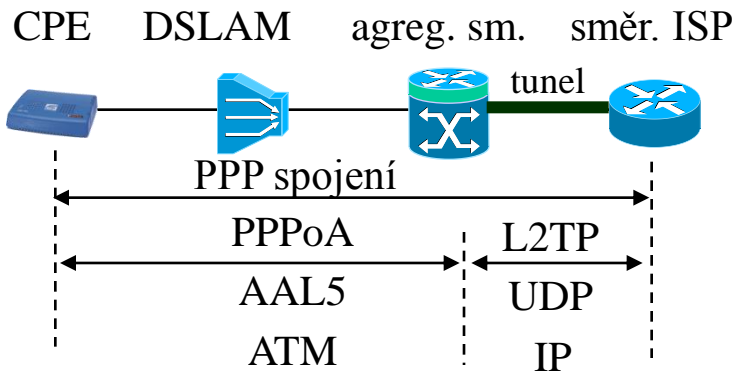 CPE DSLAM agreg. sm. směr. ISP
tunel
PPP spojení
PPPoA L2TP
AAL5 UDP
ATM IP